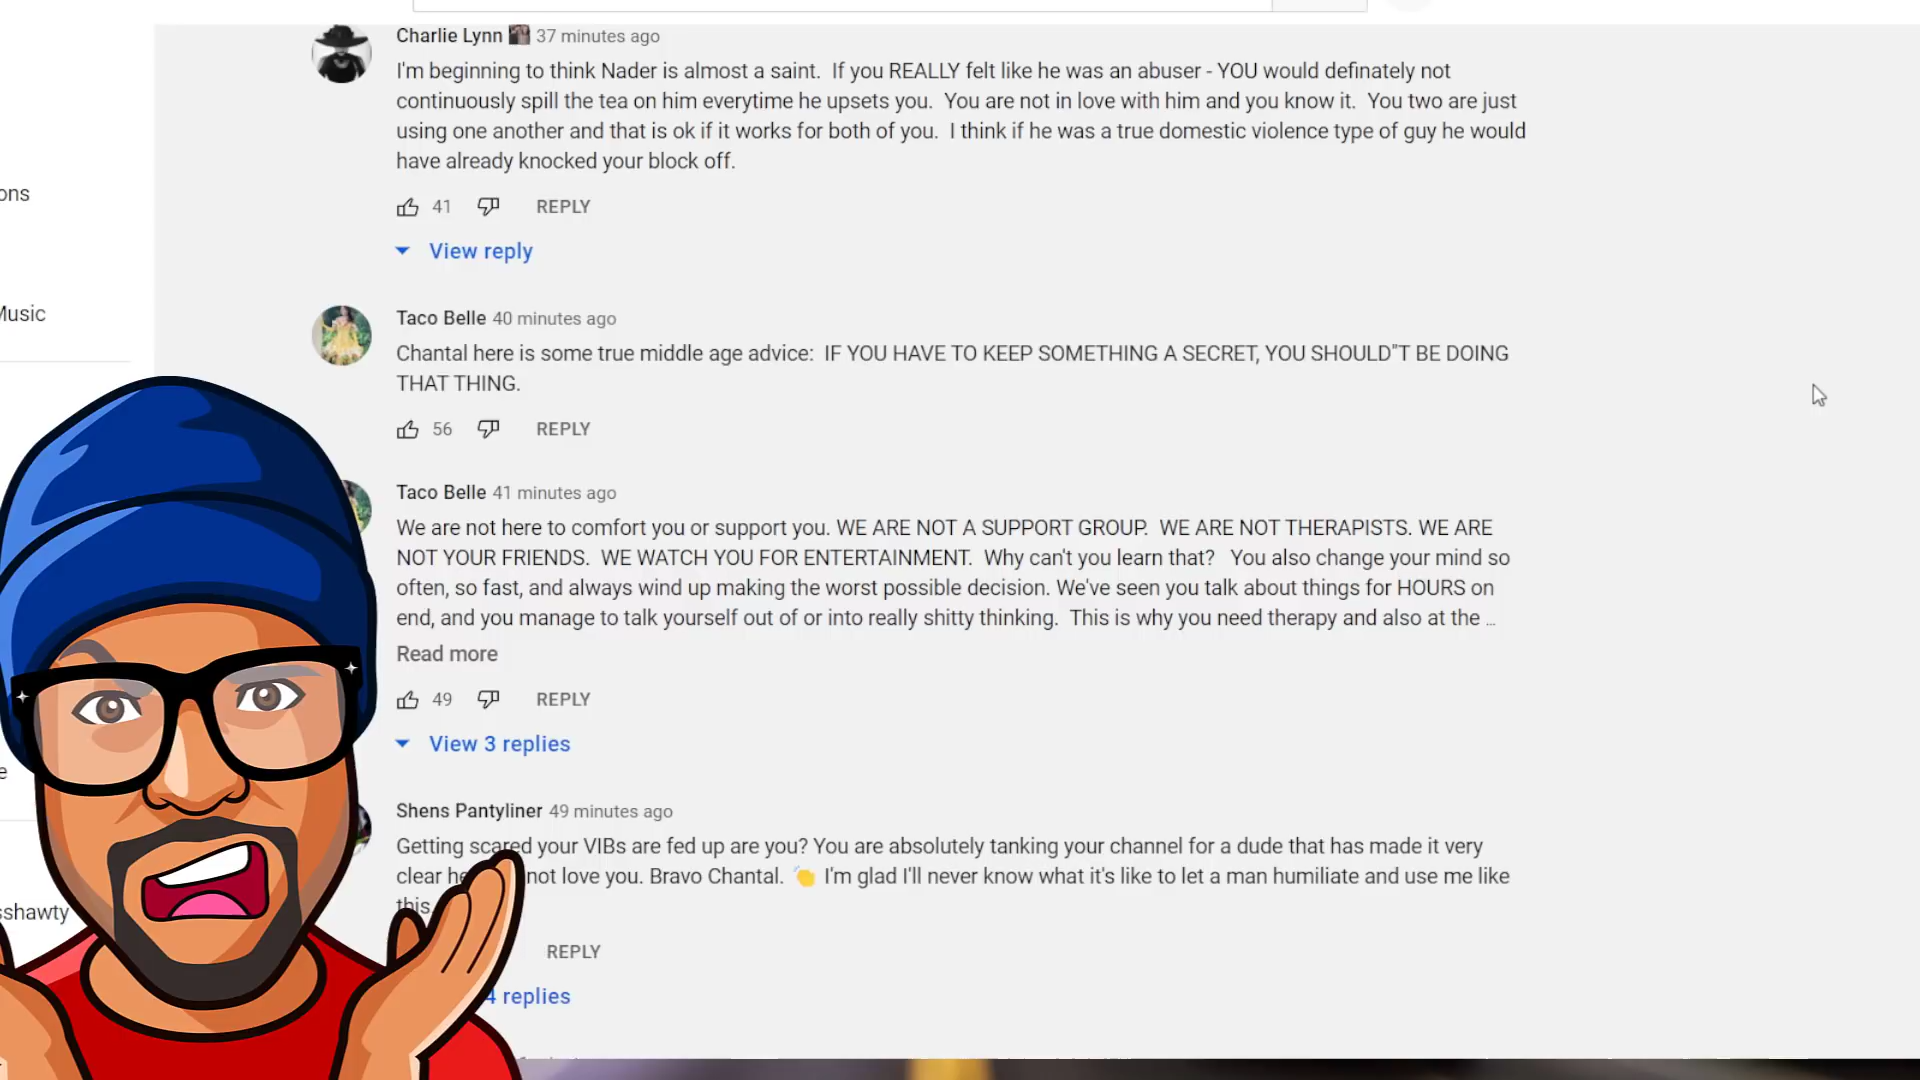 Charlie Lynn 37 minutes ago
I'm beginning to think Nader is almost a saint. If you REALLY felt like he was an abuser - YOU would definately not
continuously spill the tea on him everytime he upsets you. You are not in love with him and you know it. You two are just
using one another and that is ok if it works for both of you. I think if he was a true domestic violence type of guy he would
have already knocked your block off.
ons
41 REPLY
View reply
Music
Taco Belle 40 minutes ago
Chantal here is some true middle age advice: IF YOU HAVE TO KEEP SOMETHING A SECRET, YOU SHOULD"T BE DOING
THAT THING.
56 REPLY
Taco Belle 41 minutes ago
We are not here to comfort you or support you. WE ARE NOT A SUPPORT GROUP. WE ARE NOT THERAPISTS. WE ARE
NOT YOUR FRIENDS. WE WATCH YOU FOR ENTERTAINMENT. Why can't you learn that? You also change your mind so
often, so fast, and always wind up making the worst possible decision. We've seen you talk about things for HOURS on
end, and you manage to talk yourself out of or into really shitty thinking. This is why you need therapy and also at the ...
Read more
49 REPLY
View 3 replies
e
Shens Pantyliner 49 minutes ago
Getting scared your VIBs are fed up are you? You are absolutely tanking your channel for a dude that has made it very
clear he not love you. Bravo Chantal. 👏 I'm glad I'll never know what it's like to let a man humiliate and use me like
this.
sshawty
REPLY
4 replies